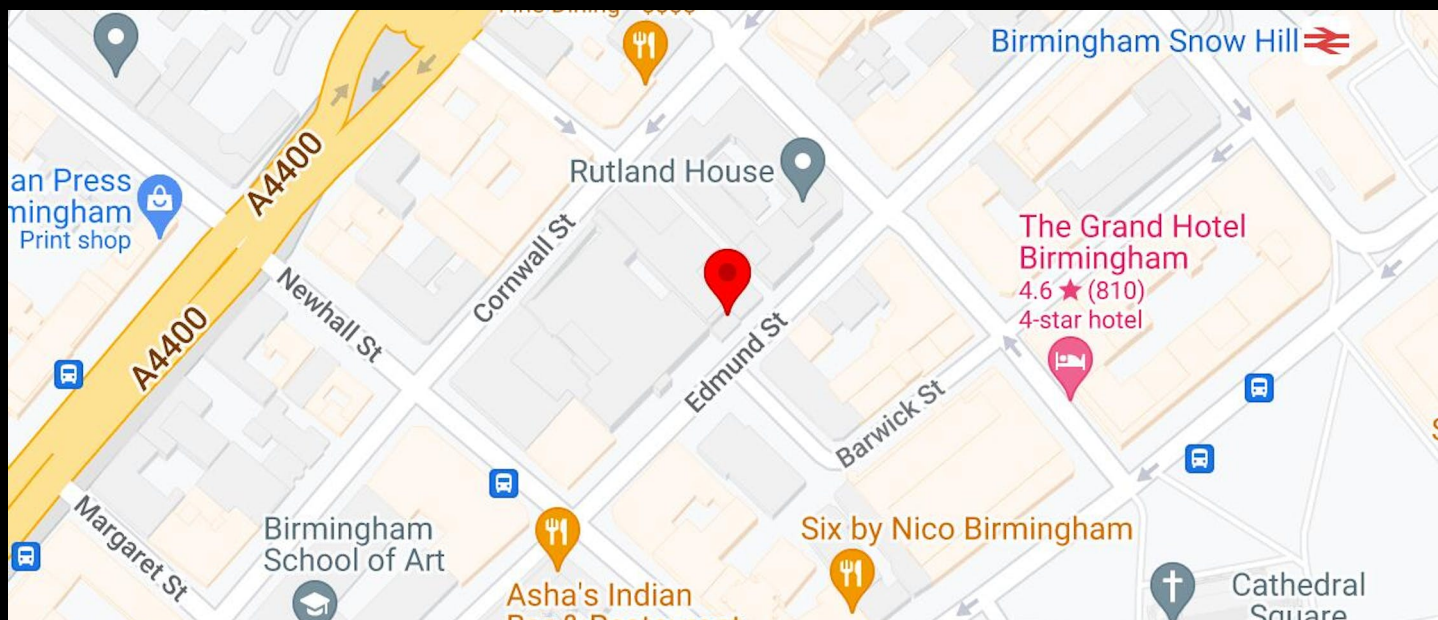 Fine Dining · $$$$
Birmingham Snow Hill
A4400
Rutland House
an Press
mingham
Print shop
Cornwall St
The Grand Hotel
Birmingham
4.6 ★ (810)
4-star hotel
Newhall St
A4400
Edmund St
Barwick St
Margaret St
Birmingham
School of Art
Six by Nico Birmingham
Asha's Indian
Cathedral
Square